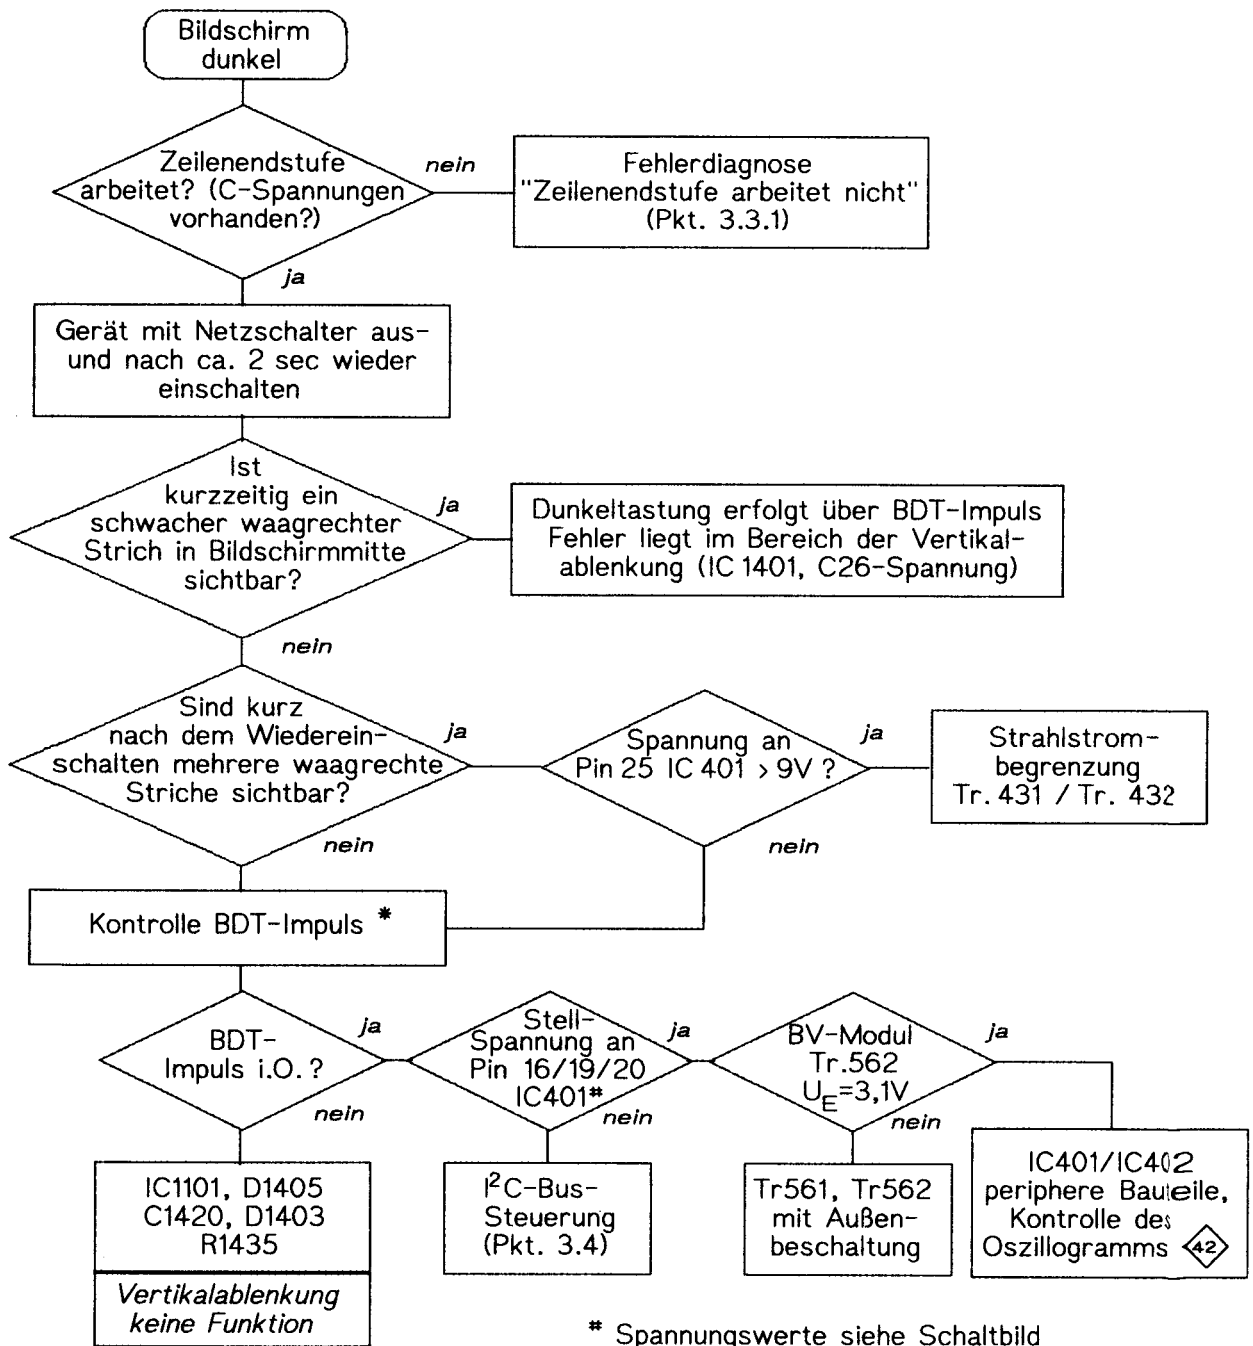 Bildschirm
dunkel
Zeilenendstufe
arbeitet? (C-Spannungen
vorhanden?)
nein
Fehlerdiagnose
"Zeilenendstufe arbeitet nicht"
(Pkt. 3.3.1)
ja
Gerät mit Netzschalter aus-
und nach ca. 2 sec wieder
einschalten
Ist
kurzzeitig ein
schwacher waagrechter
Strich in Bildschirmmitte
sichtbar?
ja
Dunkeltastung erfolgt über BDT-Impuls
Fehler liegt im Bereich der Vertikal-
ablenkung (IC 1401, C26-Spannung)
nein
Sind kurz
nach dem Wiederein-
schalten mehrere waagrechte
Striche sichtbar?
ja
Spannung an
Pin 25 IC 401 > 9V ?
ja
Strahlstrom-
begrenzung
Tr. 431 / Tr. 432
nein
nein
Kontrolle BDT-Impuls *
BDT-
Impuls i.O. ?
ja
Stell-
Spannung an
Pin 16/19/20
IC401#
ja
BV-Modul
Tr.562
UE=3,1V
ja
nein
nein
nein
IC1101, D1405
C1420, D1403
R1435
Vertikalablenkung
keine Funktion
I²C-Bus-
Steuerung
(Pkt. 3.4)
Tr561, Tr562
mit Außen-
beschaltung
IC401/IC402
periphere Bauteile,
Kontrolle des
Oszillogramms 42
# Spannungswerte siehe Schaltbild